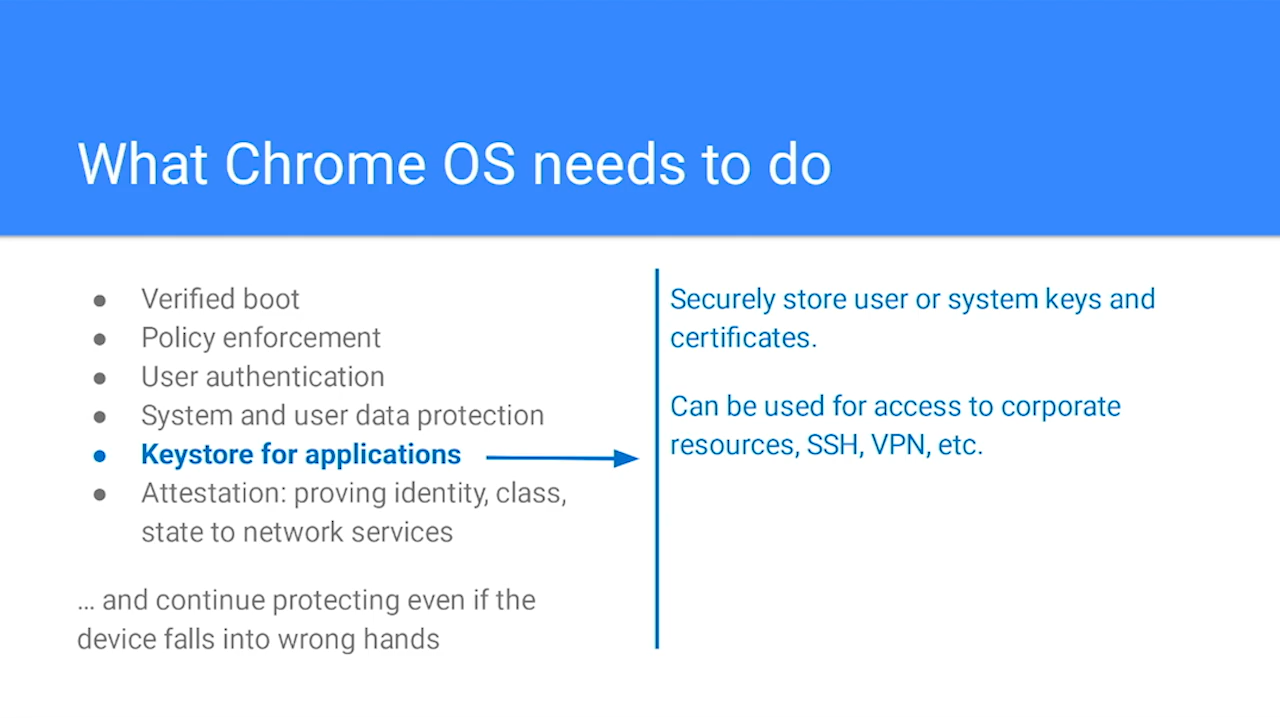 What Chrome OS needs to do
● Verified boot
● Policy enforcement
● User authentication
● System and user data protection
● Keystore for applications
● Attestation: proving identity, class,
state to network services
... and continue protecting even if the
device falls into wrong hands
Securely store user or system keys and
certificates.
Can be used for access to corporate
resources, SSH, VPN, etc.